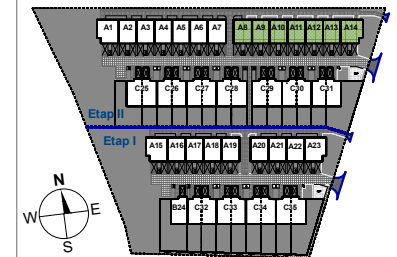 A1 A2 A3 A4 A5 A6 A7 A8 A9 A10 A11 A12 A13 A14
C25 C26 C27 C28 C29 C30 C31
Etap II
Etap I
A15 A16 A17 A18 A19 A20 A21 A22 A23
B24 C32 C33 C34 C35
N
W E
S